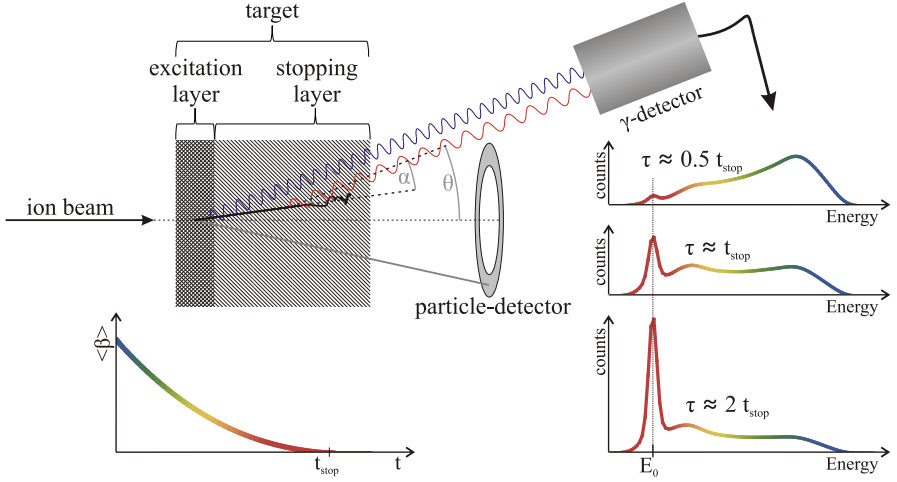 target
excitation
layer
stopping
layer
γ-detector
α
θ
ion beam
particle-detector
<β>
t_stop
t
counts
τ ≈ 0.5 t_stop
Energy
counts
τ ≈ t_stop
Energy
counts
τ ≈ 2 t_stop
E_0
Energy